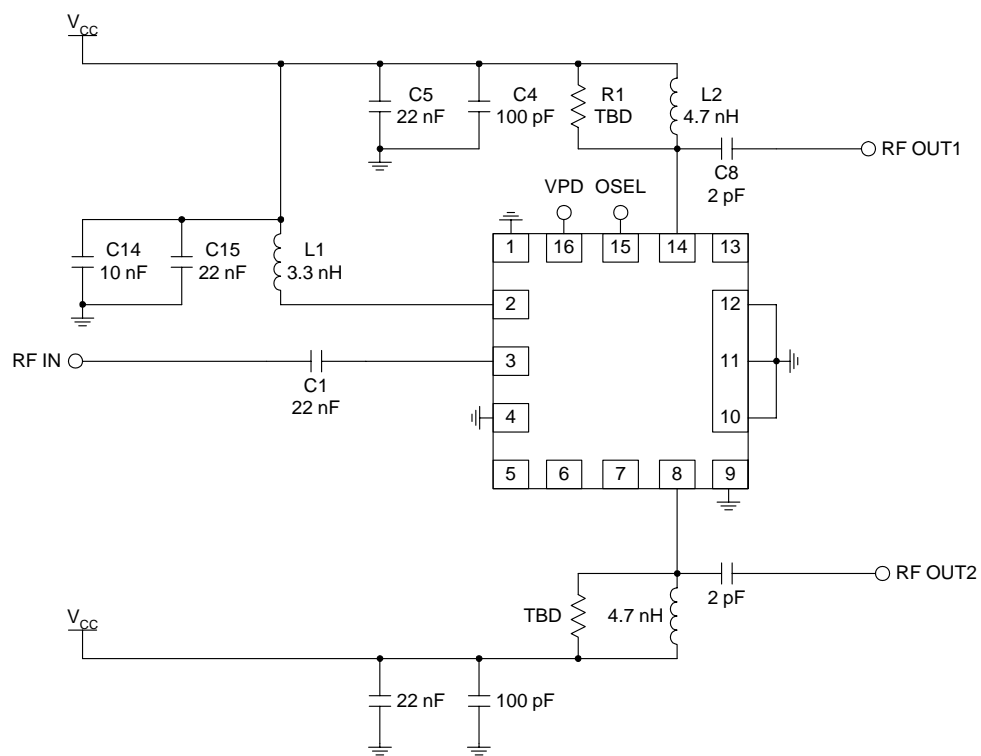 VCC
C5
22 nF
C4
100 pF
R1
TBD
L2
4.7 nH
C8
2 pF
RF OUT1
VPD OSEL
C14
10 nF
C15
22 nF
L1
3.3 nH
1
16
15
14
13
2
12
RF IN
C1
22 nF
3
11
4
10
5
6
7
8
9
TBD
4.7 nH
2 pF
RF OUT2
VCC
22 nF
100 pF